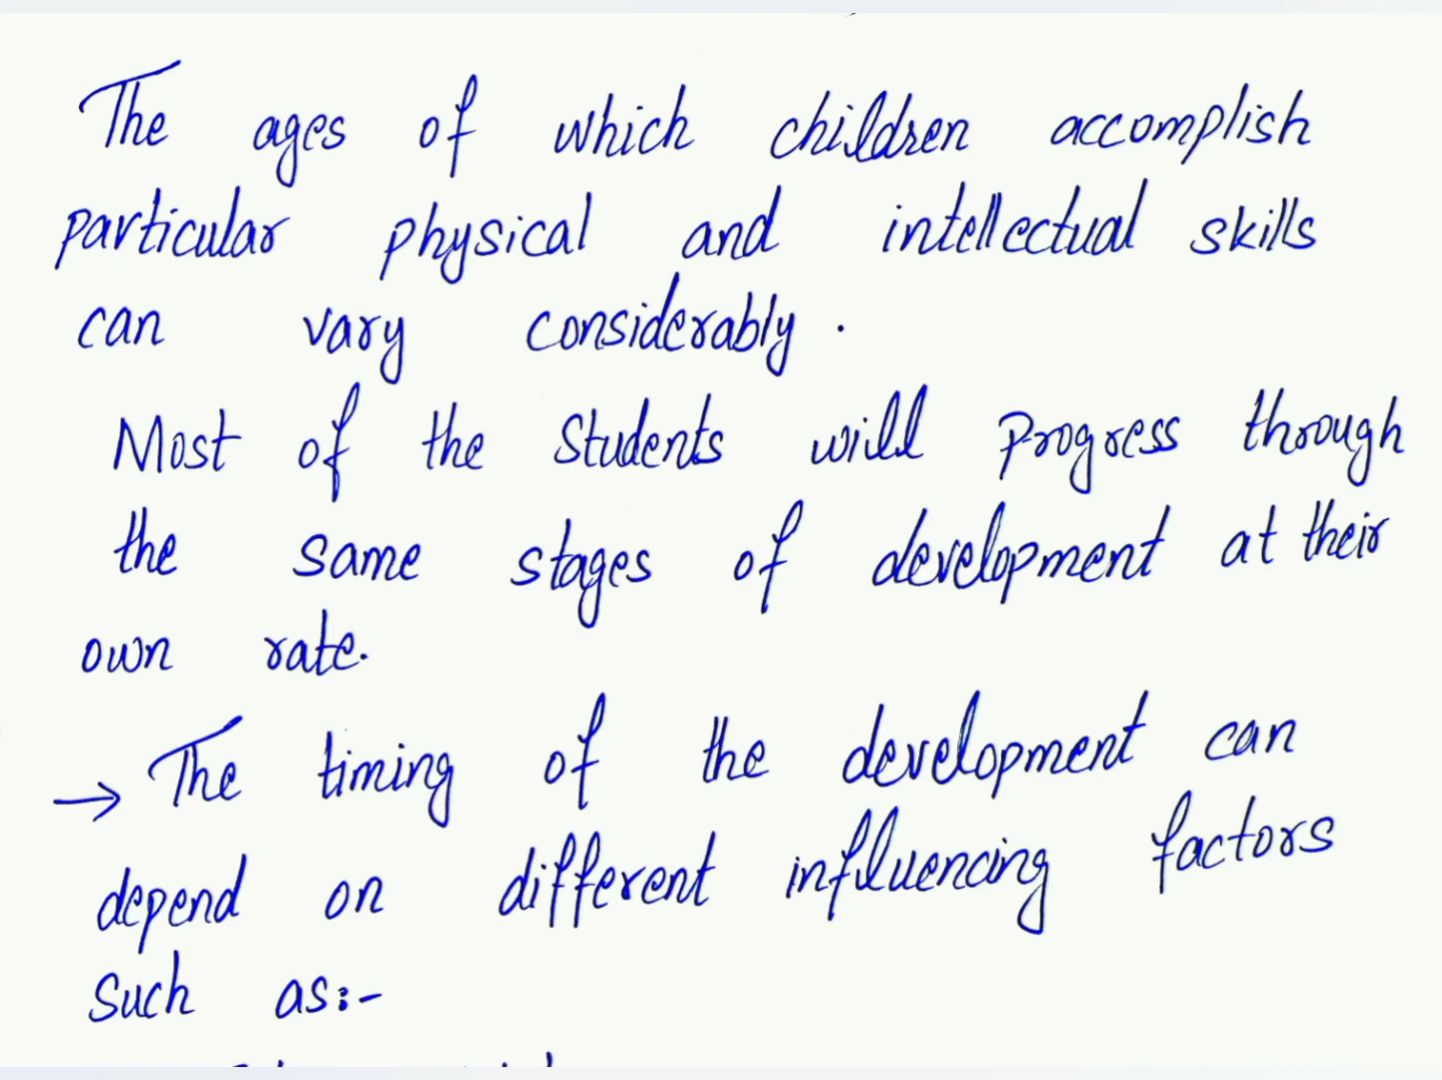 The ages of which children accomplish
particular physical and intellectual skills
can vary considerably.
Most of the Students will Progress through
the same stages of development at their
own rate.
→ The timing of the development can
depend on different influencing factors
Such as:-